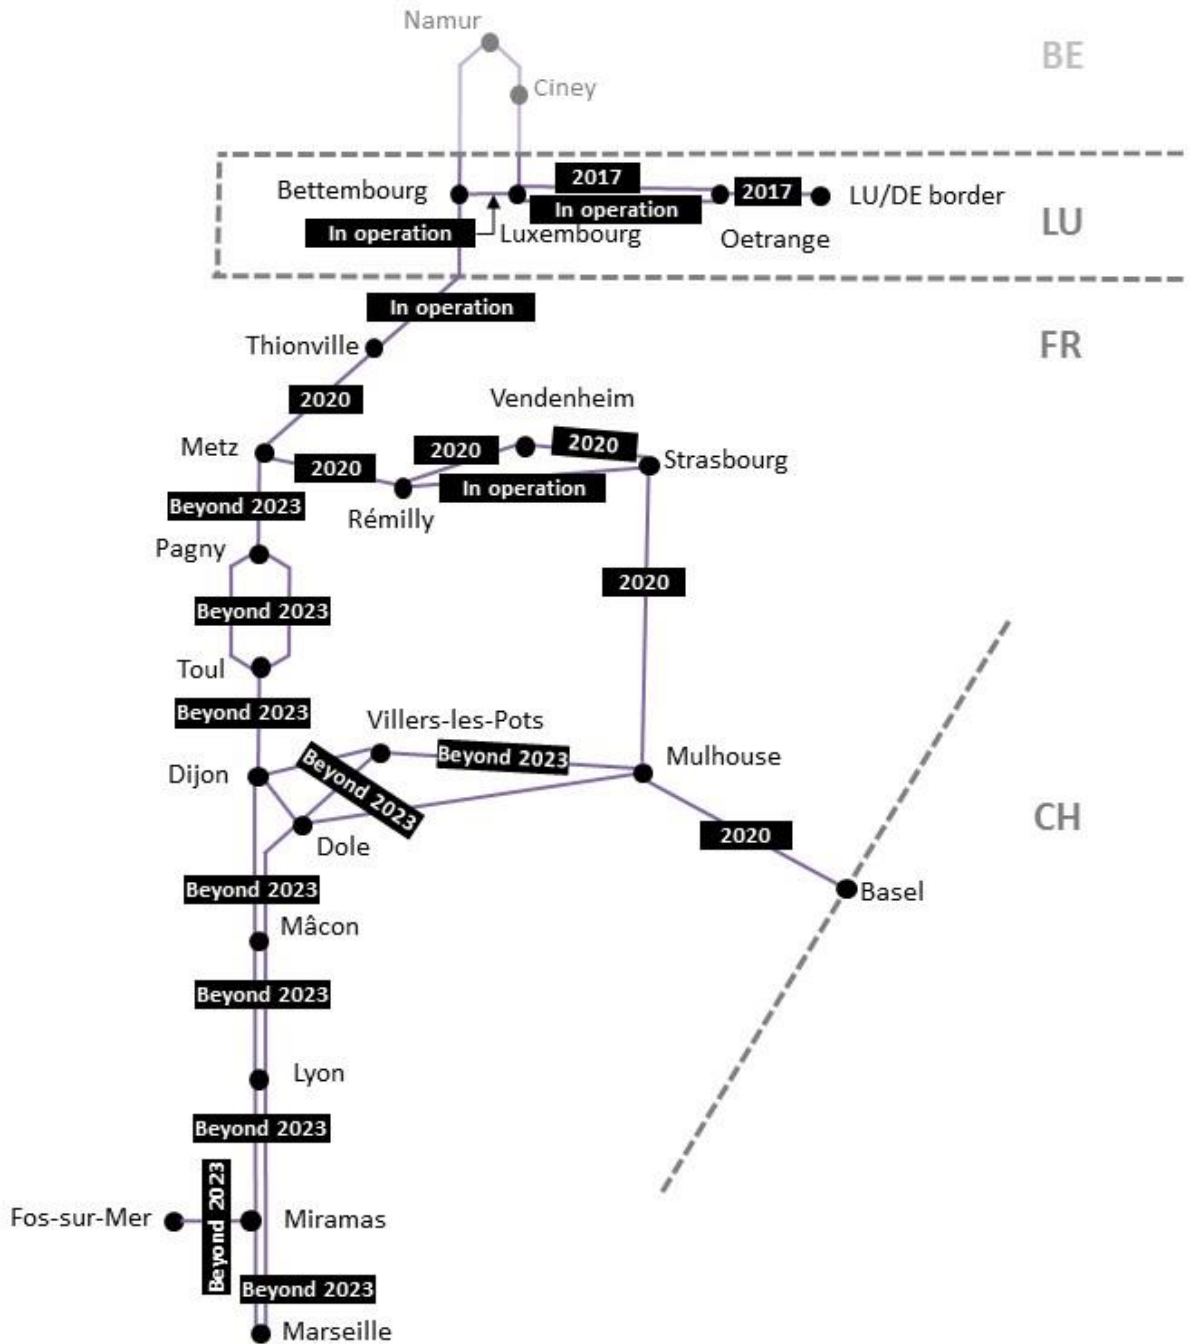 Namur
BE
Ciney
2017
Bettembourg
2017
LU/DE border
In operation
In operation
Luxembourg
Oetrange
LU
In operation
Thionville
FR
2020
Vendenheim
Metz
2020
2020
2020
Strasbourg
In operation
Beyond 2023
Rémilly
Pagny
2020
Beyond 2023
Toul
Beyond 2023
Villers-les-Pots
Beyond 2023
Mulhouse
Dijon
Beyond 2023
CH
2020
Dole
Beyond 2023
Basel
Mâcon
Beyond 2023
Lyon
Beyond 2023
Beyond 2023
Fos-sur-Mer
Miramas
Beyond 2023
Marseille